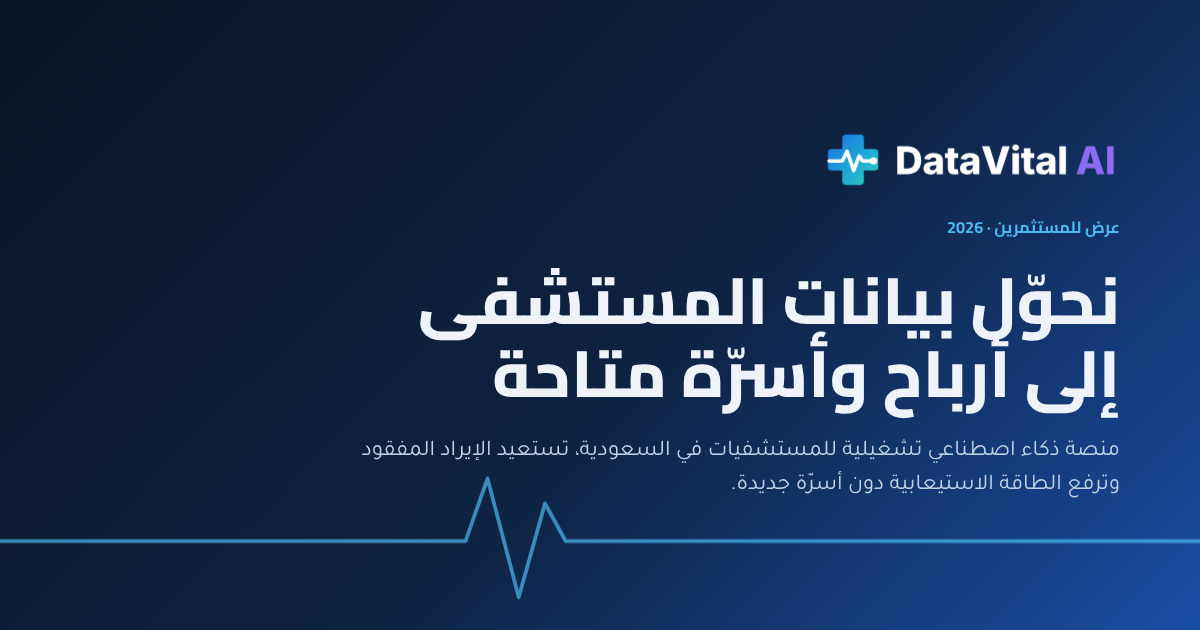 DataVital AI
عرض للمستثمرين · 2026
نحوّل بيانات المستشفى
إلى أرباح وأسرّة متاحة
منصة ذكاء اصطناعي تشغيلية للمستشفيات في السعودية، تستعيد الإيراد المفقود
وترفع الطاقة الاستيعابية دون أسرّة جديدة.